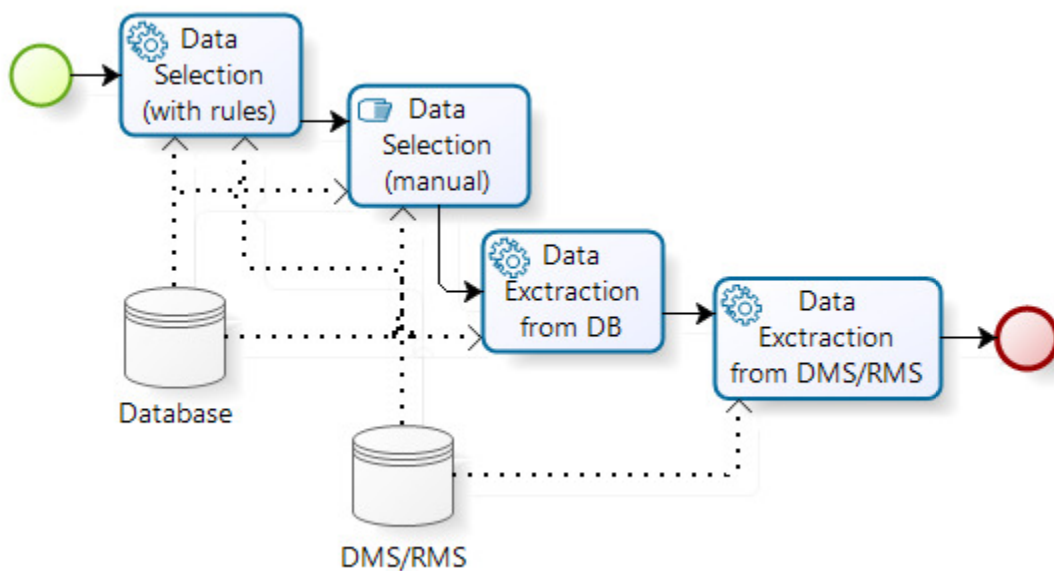 Data
Selection
(with rules)
Data
Selection
(manual)
Data
Exctraction
from DB
Data
Exctraction
from DMS/RMS
Database
DMS/RMS